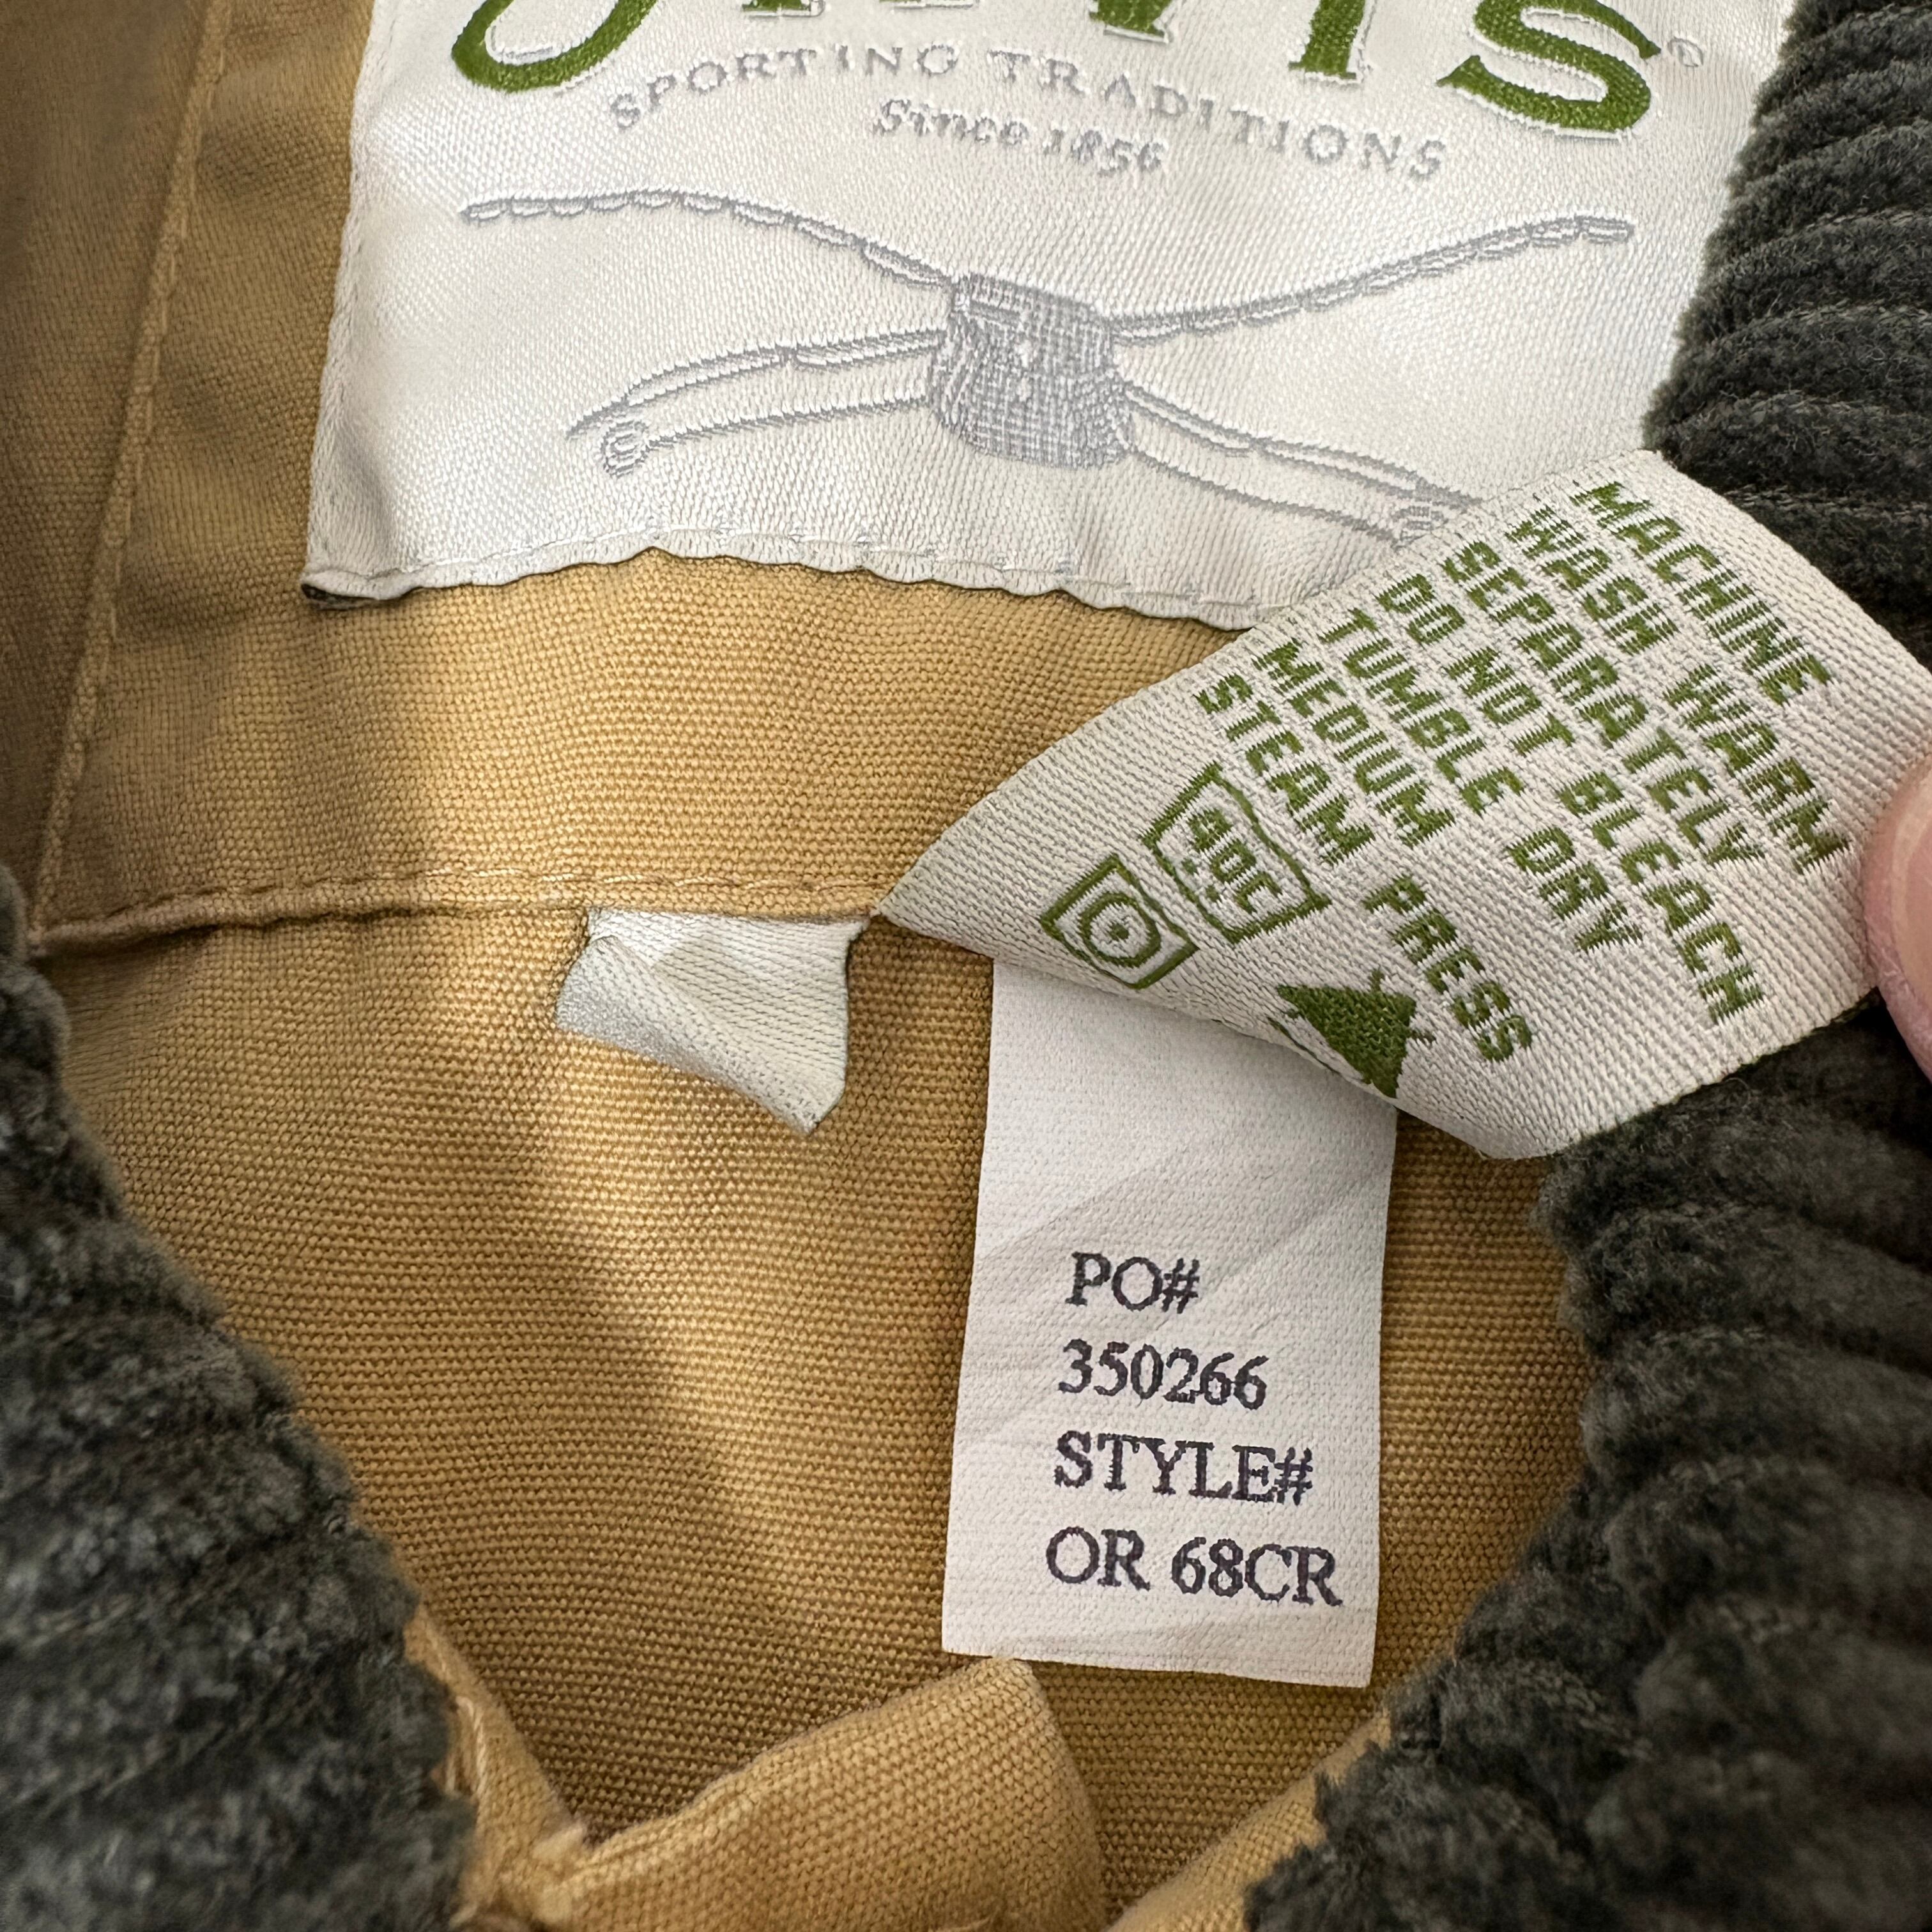 SPORTING TRADITIONS
Since 1856
MACHINE
WASH WARM
SEPARATELY
DO NOT BLEACH
TUMBLE DRY
MEDIUM
STEAM PRESS
40C
PO#
350266
STYLE#
OR 68CR